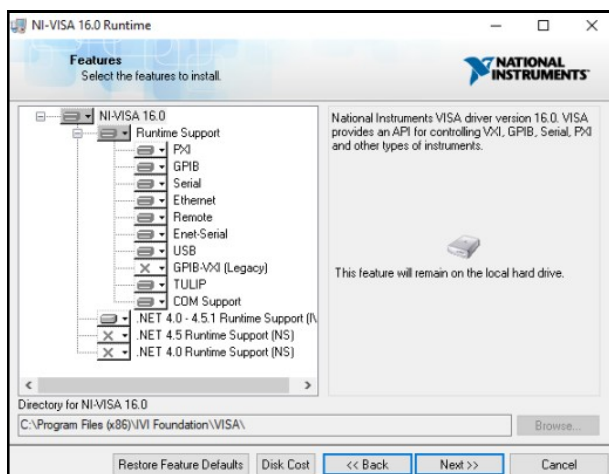 NI-VISA 16.0 Runtime
Features
Select the features to install.
NATIONAL
INSTRUMENTS
NI-VISA 16.0
Runtime Support
PXI
GPIB
Serial
Ethernet
Remote
Enet-Serial
USB
GPIB-VXI (Legacy)
TULIP
COM Support
.NET 4.0 - 4.5.1 Runtime Support (IV
.NET 4.5 Runtime Support (NS)
.NET 4.0 Runtime Support (NS)
National Instruments VISA driver version 16.0. VISA
provides an API for controlling VXI, GPIB, Serial, PXI
and other types of instruments.
This feature will remain on the local hard drive.
Directory for NI-VISA 16.0
C:\Program Files (x86)\IVI Foundation\VISA\
Browse...
Restore Feature Defaults
Disk Cost
<< Back
Next >>
Cancel